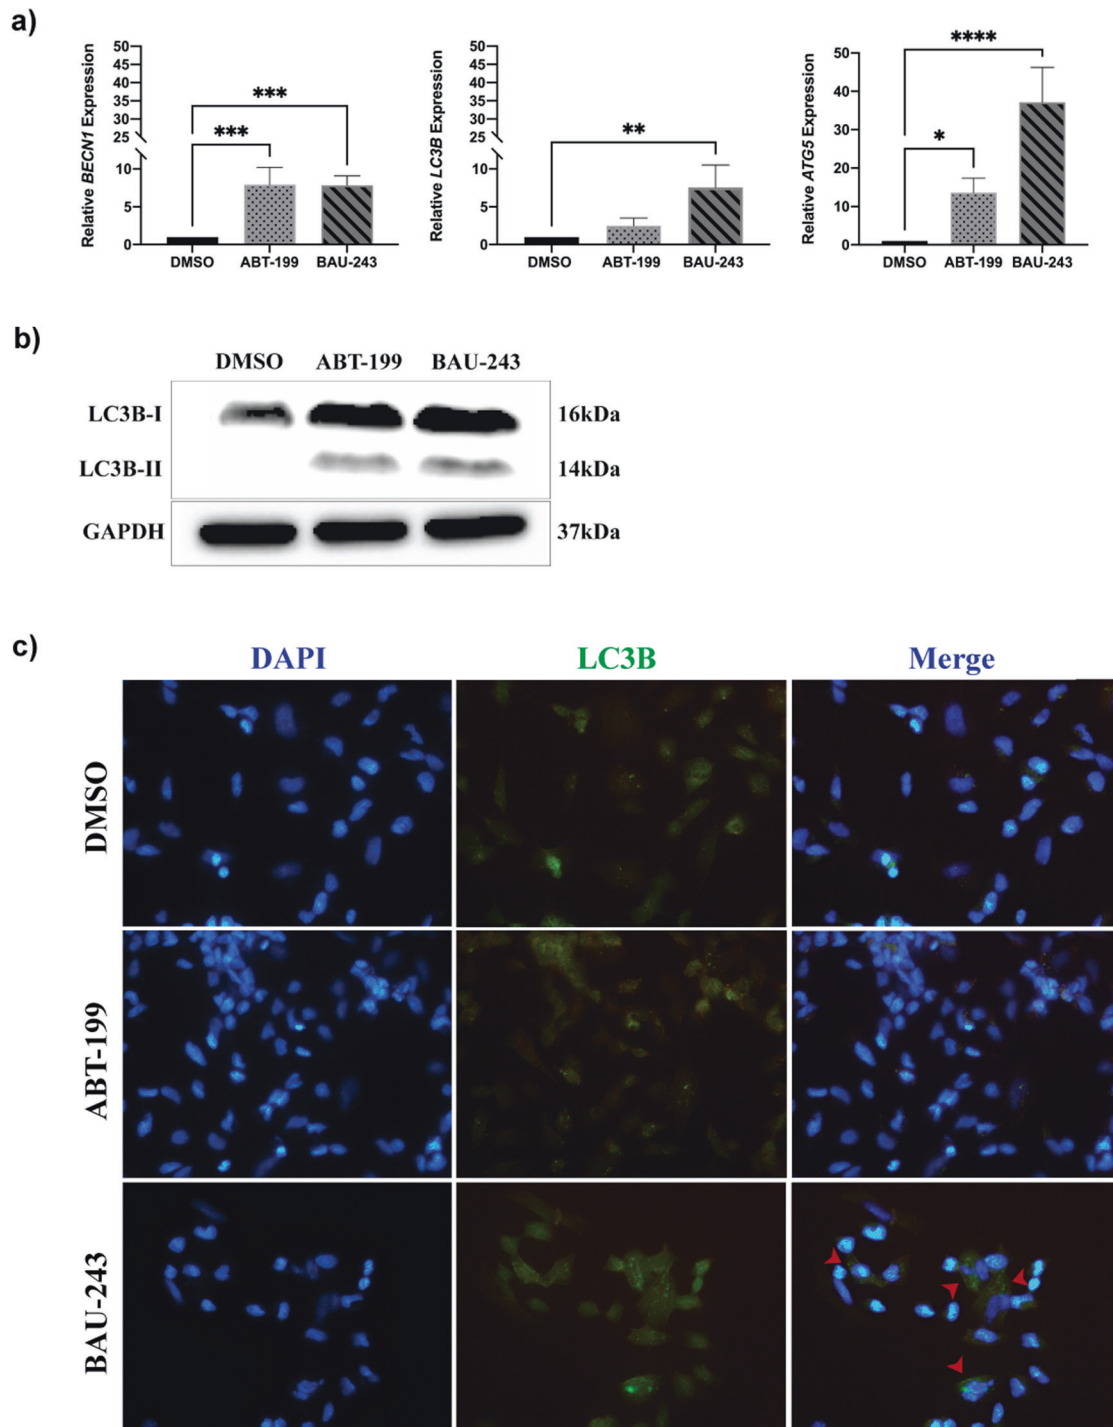 a)
Relative BECN1 Expression
50
45
40
35
30
25
10
5
0
***
***
DMSO ABT-199 BAU-243
Relative LC3B Expression
50
45
40
35
30
25
10
5
0
**
DMSO ABT-199 BAU-243
Relative ATG5 Expression
50
40
30
20
10
0
****
*
DMSO ABT-199 BAU-243
b)
DMSO ABT-199 BAU-243
LC3B-I 16kDa
LC3B-II 14kDa
GAPDH 37kDa
c)
DAPI LC3B Merge
DMSO
ABT-199
BAU-243